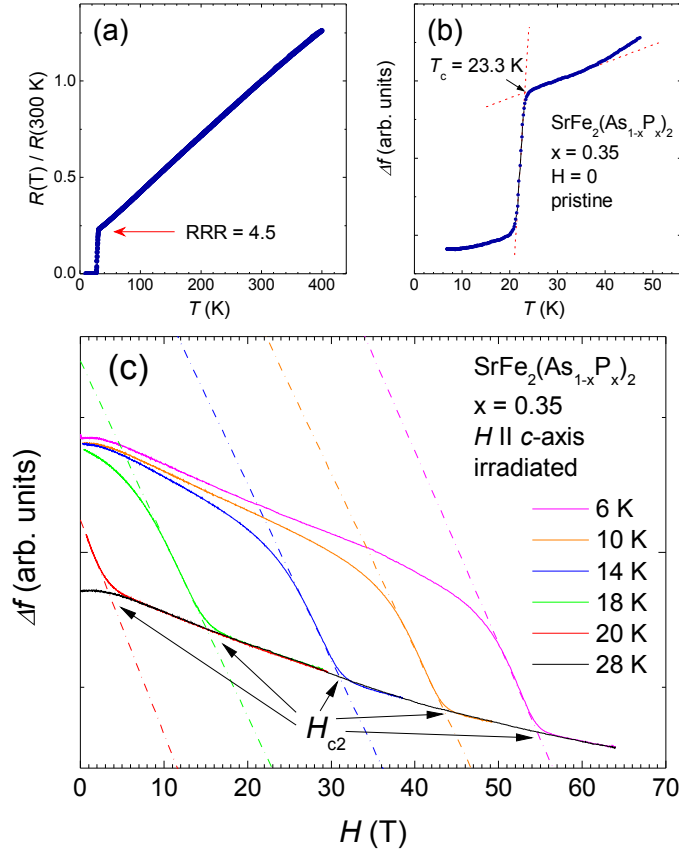 (a)
R(T) / R(300 K)
1.0
0.5
0.0
RRR = 4.5
0 100 200 300 400
T (K)
(b)
Δf (arb. units)
T_c = 23.3 K
SrFe₂(As₁₋ₓPₓ)₂
x = 0.35
H = 0
pristine
0 10 20 30 40 50
T (K)
(c)
Δf (arb. units)
SrFe₂(As₁₋ₓPₓ)₂
x = 0.35
H II c-axis
irradiated
6 K
10 K
14 K
18 K
20 K
28 K
H_c2
0 10 20 30 40 50 60 70
H (T)